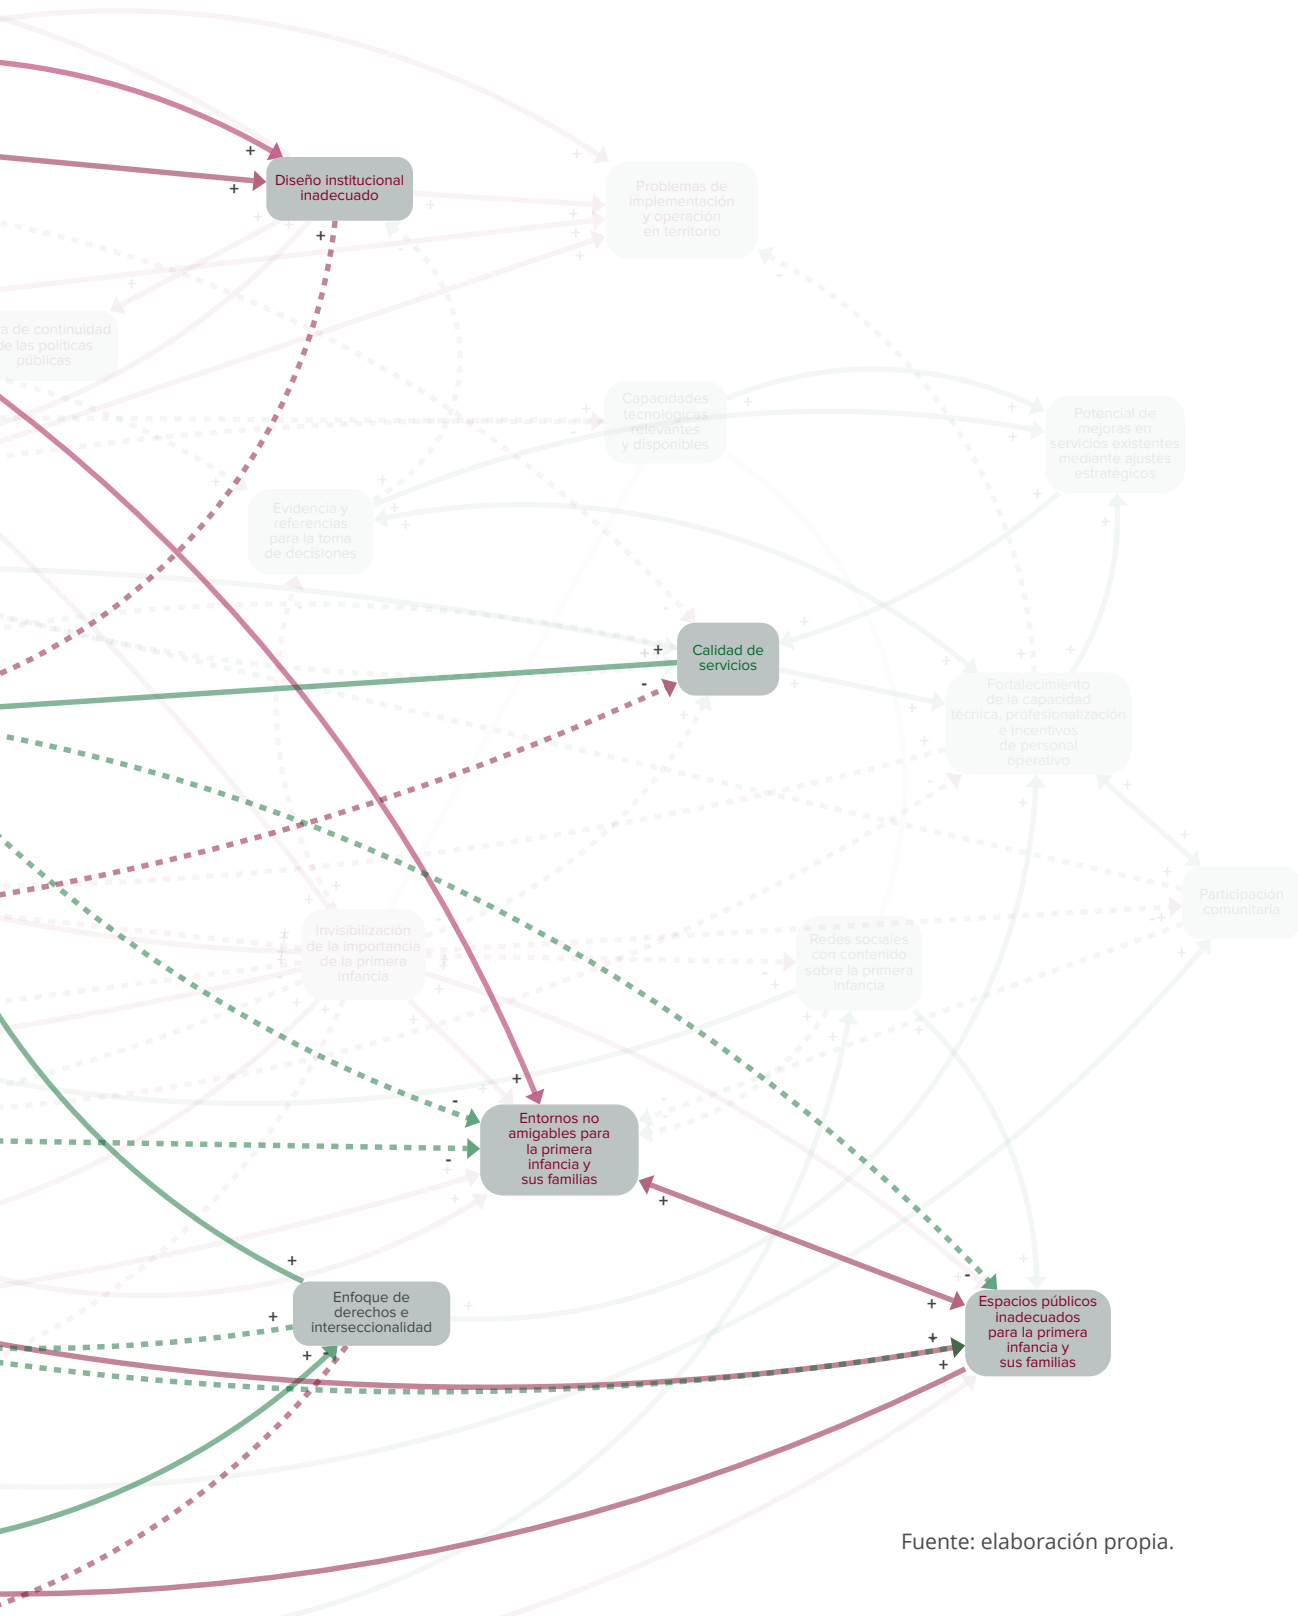 Diseño institucional
inadecuado
Problemas de
implementación
y operación
en territorio
a de continuidad
de las políticas
públicas
Capacidades
tecnológicas
relevantes
y disponibles
Potencial de
mejoras en
servicios existentes
mediante ajustes
estratégicos
Evidencia y
referencias
para la toma
de decisiones
Calidad de
servicios
Fortalecimiento
de la capacidad
técnica, profesionalización
e incentivos
de personal
operativo
Participación
comunitaria
Invisibilización
de la importancia
de la primera
infancia
Redes sociales
con contenido
sobre la primera
infancia
Entornos no
amigables para
la primera
infancia y
sus familias
Enfoque de
derechos e
interseccionalidad
Espacios públicos
inadecuados
para la primera
infancia y
sus familias
Fuente: elaboración propia.